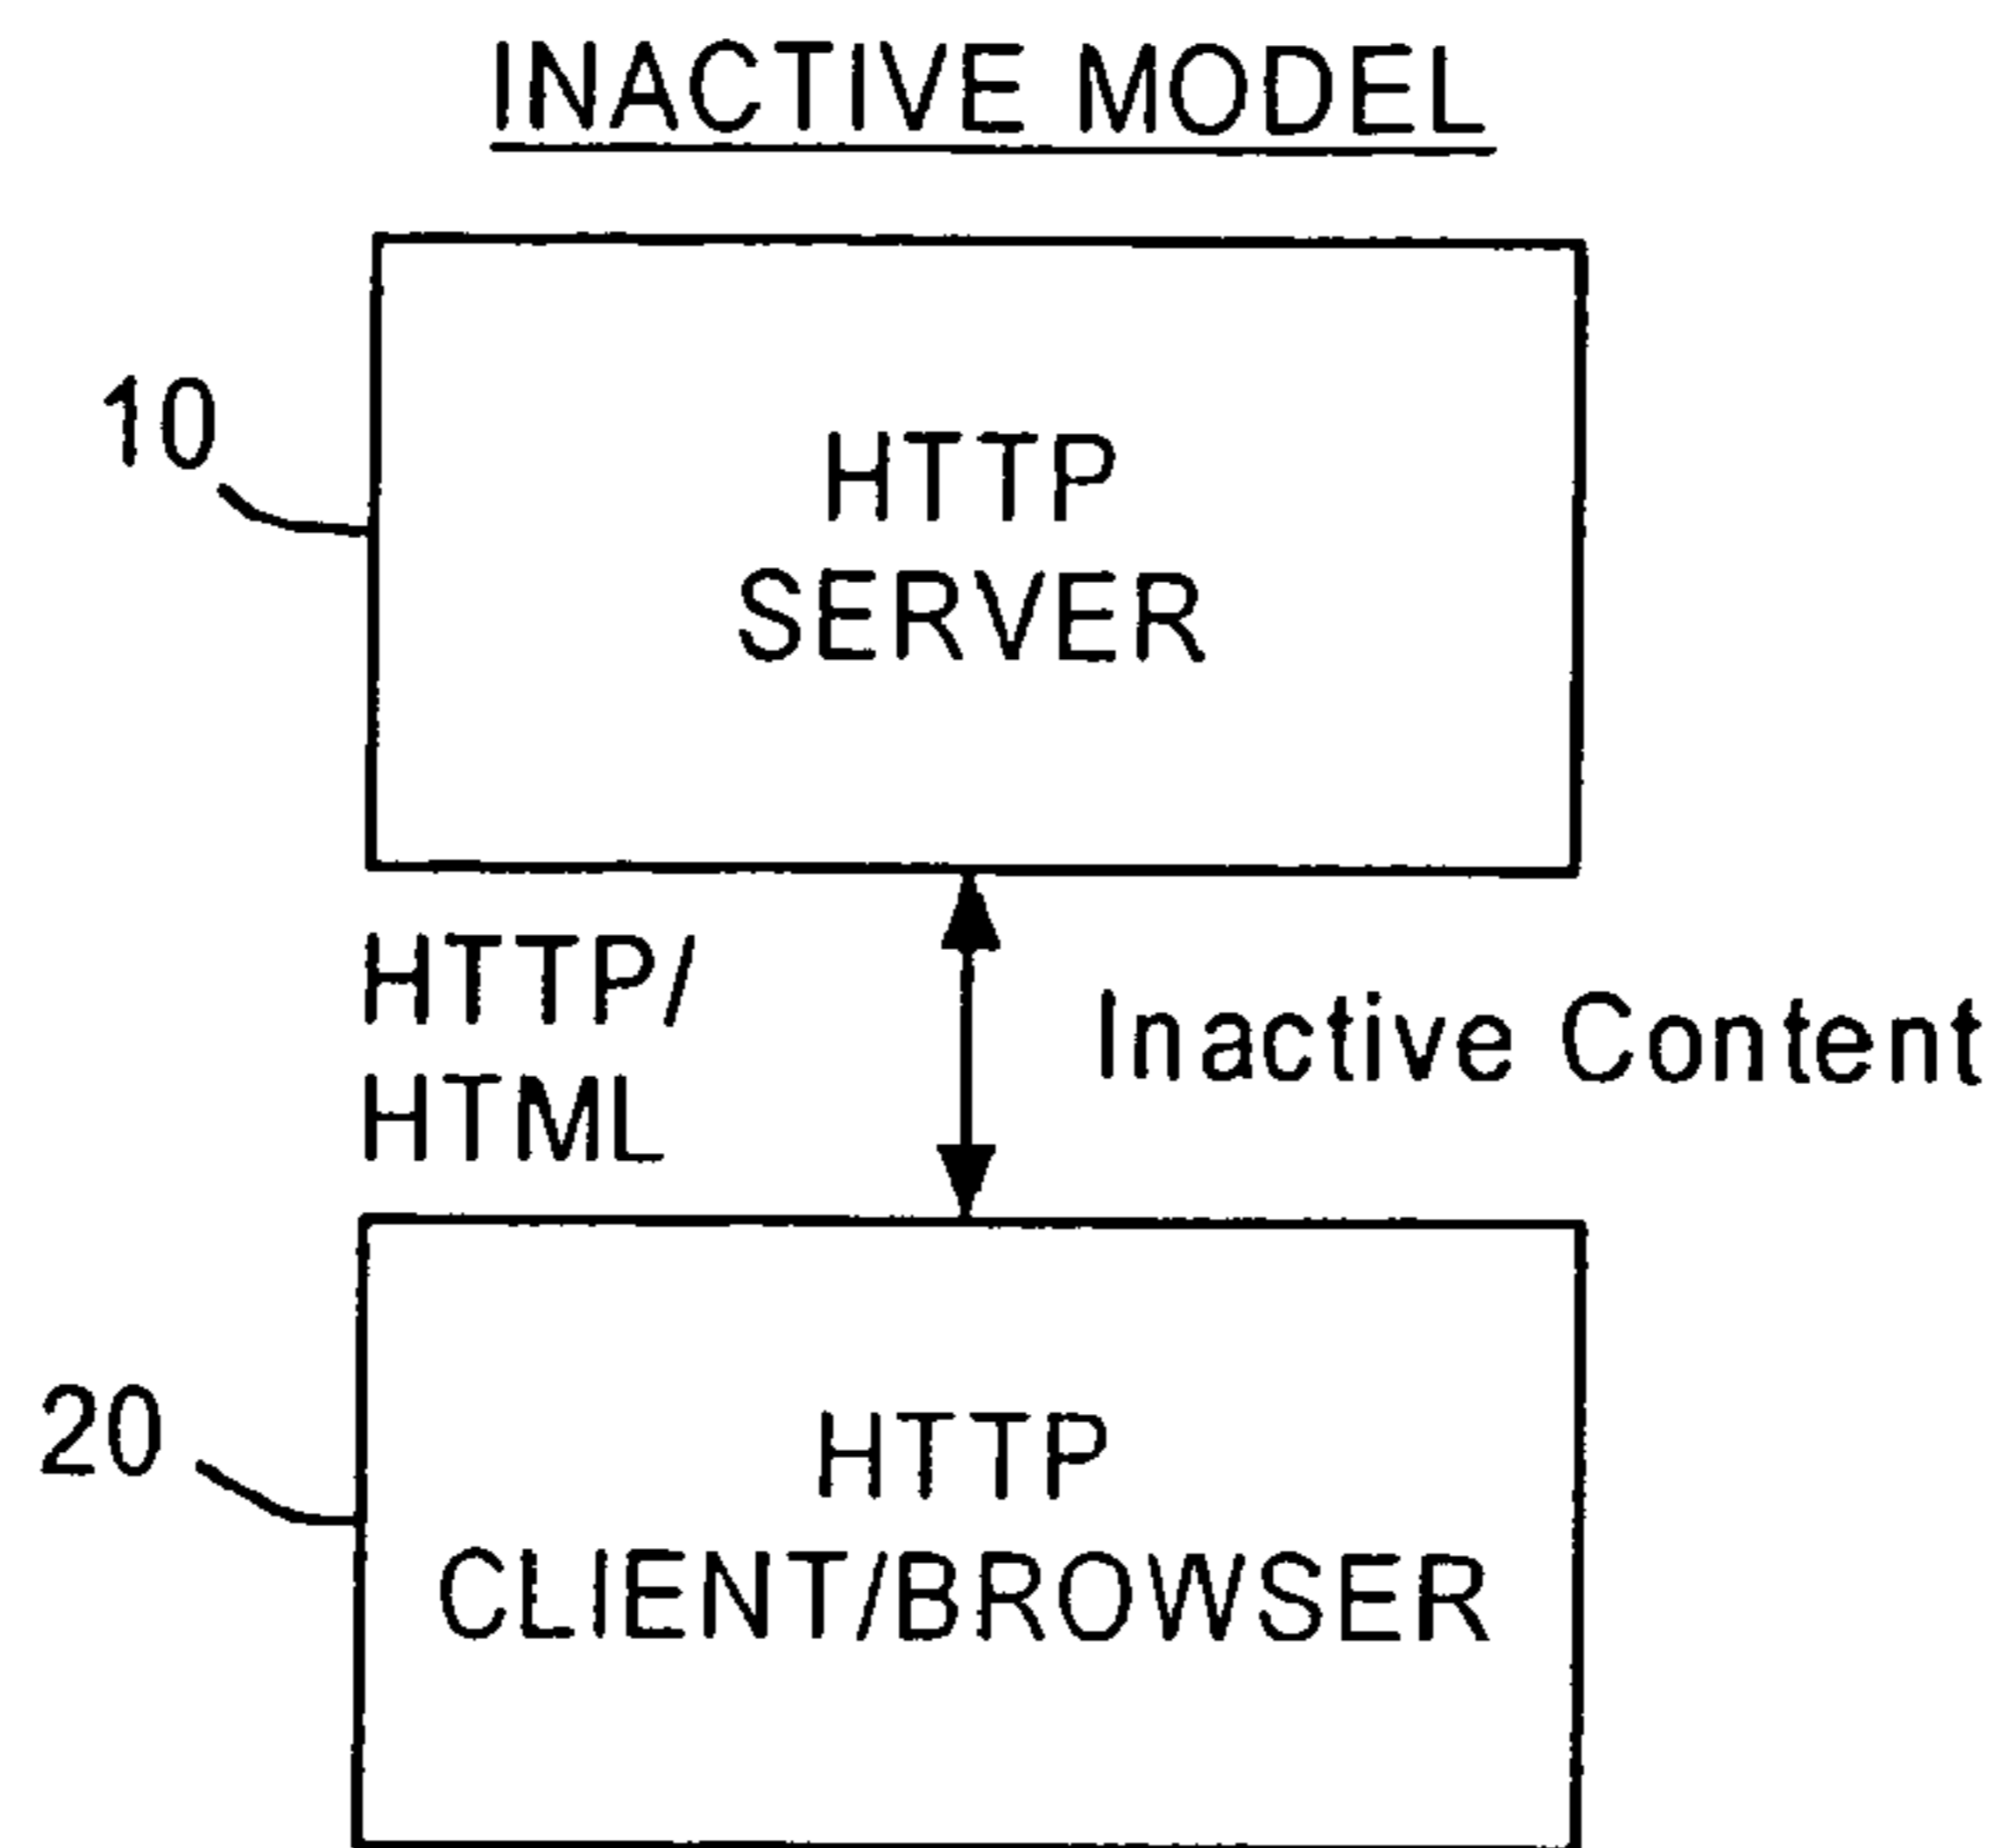 INACTIVE MODEL
10
HTTP
SERVER
HTTP/
HTML
Inactive Content
20
HTTP
CLIENT/BROWSER